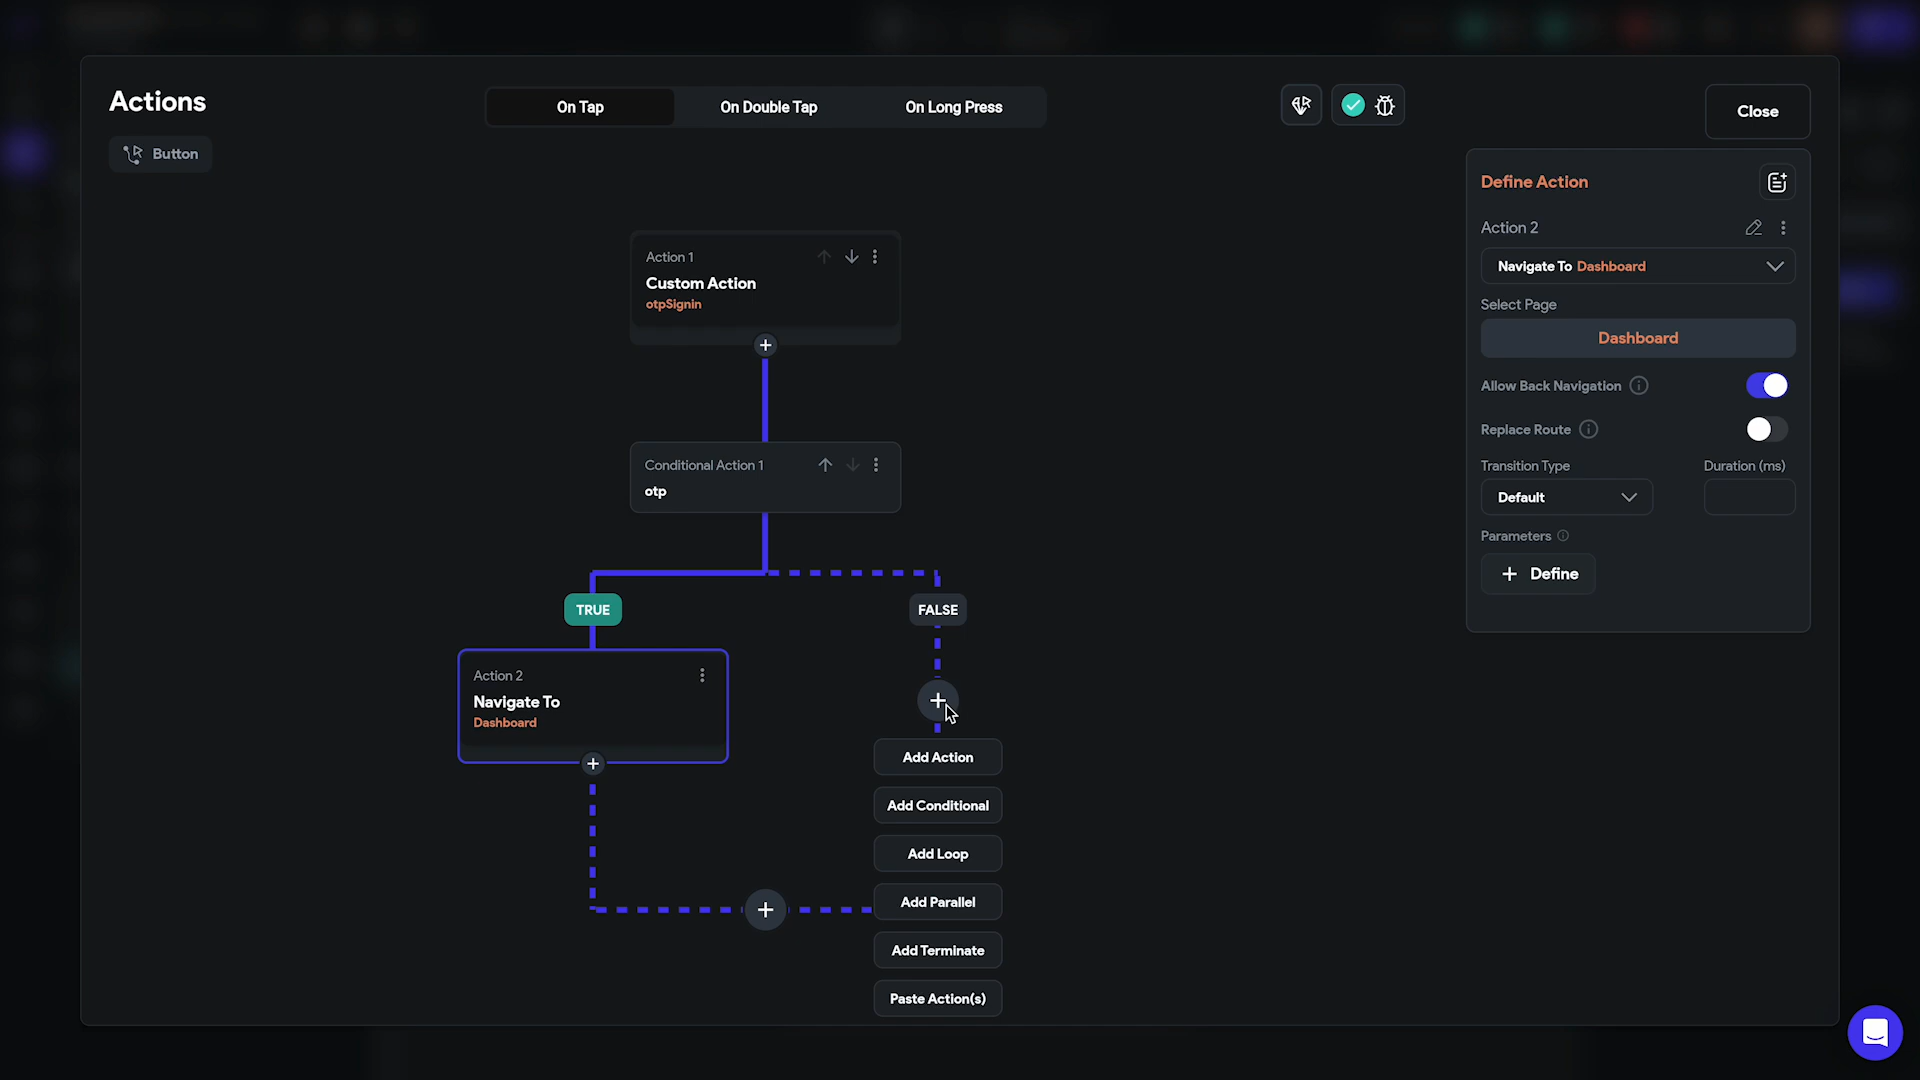 Actions
On Tap
On Double Tap
On Long Press
Close
Button
Define Action
Action 2
Navigate To Dashboard
Select Page
Dashboard
Allow Back Navigation
Replace Route
Transition Type
Duration (ms)
Default
Parameters
Define
Action 1
Custom Action
otpSignin
Conditional Action 1
otp
TRUE
FALSE
Action 2
Navigate To
Dashboard
Add Action
Add Conditional
Add Loop
Add Parallel
Add Terminate
Paste Action(s)